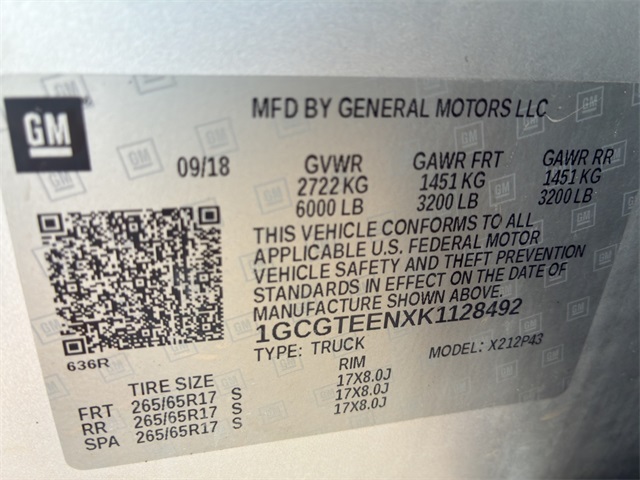 GM
MFD BY GENERAL MOTORS LLC
09/18 GVWR GAWR FRT GAWR RR
2722 KG 1451 KG 1451 KG
6000 LB 3200 LB 3200 LB
THIS VEHICLE CONFORMS TO ALL
APPLICABLE U.S. FEDERAL MOTOR
VEHICLE SAFETY AND THEFT PREVENTION
STANDARDS IN EFFECT ON THE DATE OF
MANUFACTURE SHOWN ABOVE.
1GCGTEENXK1128492
636R
TYPE: TRUCK MODEL: X212P43
TIRE SIZE RIM
FRT 265/65R17 S 17X8.0J
RR 265/65R17 S 17X8.0J
SPA 265/65R17 S 17X8.0J